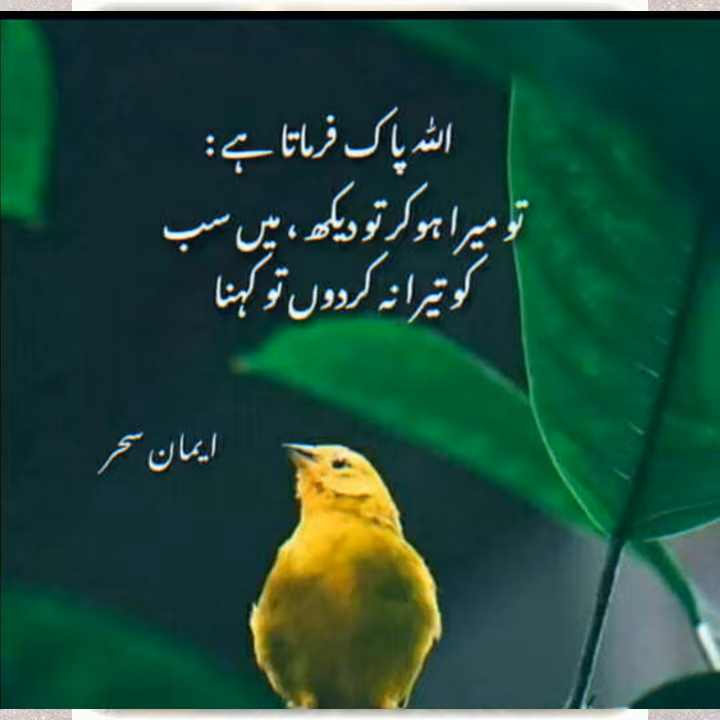 اللہ پاک فرماتا ہے:
تو میرا ہو کر تو دیکھ، میں سب
کو تیرا نہ کردوں تو کہنا
ایمان سحر